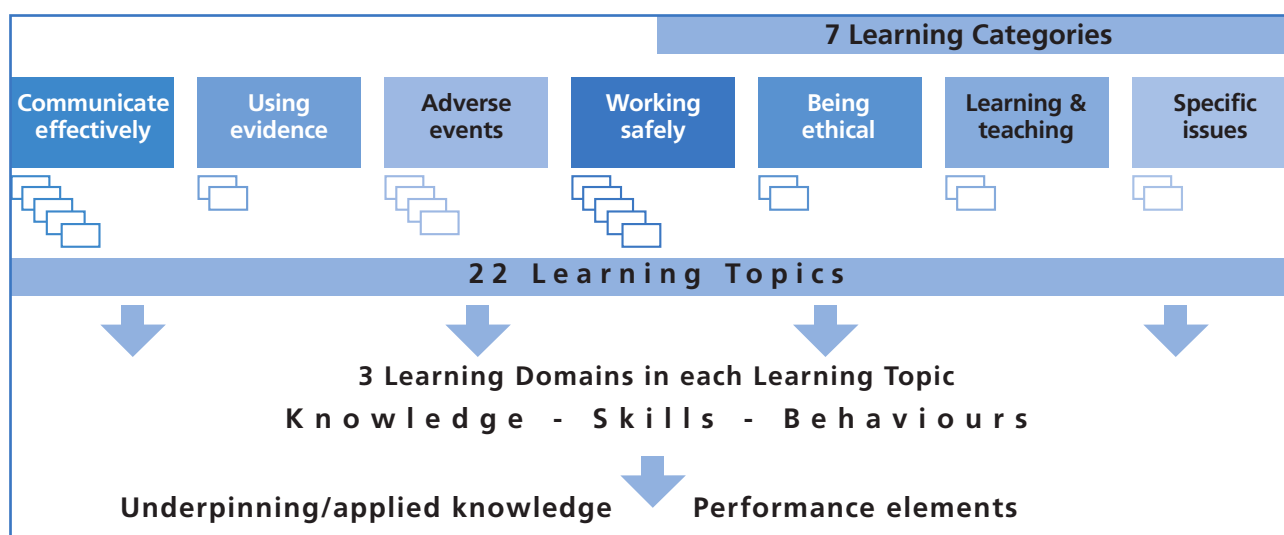 7 Learning Categories
Communicate
effectively
Using
evidence
Adverse
events
Working
safely
Being
ethical
Learning &
teaching
Specific
issues
22 Learning Topics
3 Learning Domains in each Learning Topic
Knowledge - Skills - Behaviours
Underpinning/applied knowledge
Performance elements